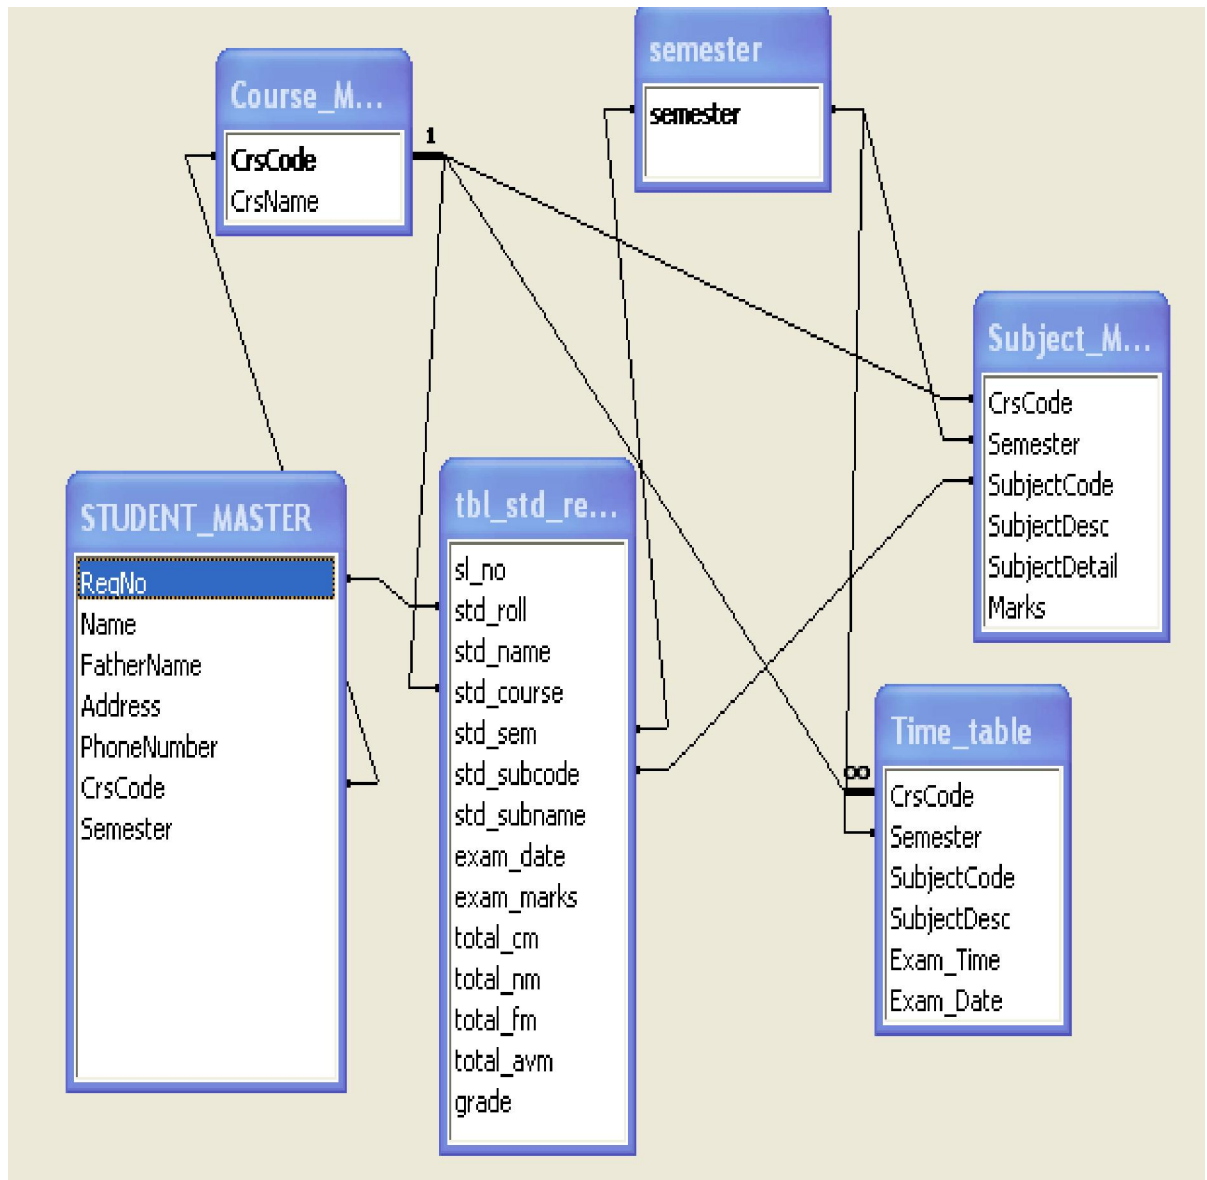 Course_M...
1
CrsCode
CrsName
semester
semester
Subject_M...
CrsCode
Semester
SubjectCode
SubjectDesc
SubjectDetail
Marks
STUDENT_MASTER
RegNo
Name
FatherName
Address
PhoneNumber
CrsCode
Semester
tbl_std_re...
sl_no
std_roll
std_name
std_course
std_sem
std_subcode
std_subname
exam_date
exam_marks
total_cm
total_nm
total_fm
total_avm
grade
Time_table
∞
CrsCode
Semester
SubjectCode
SubjectDesc
Exam_Time
Exam_Date